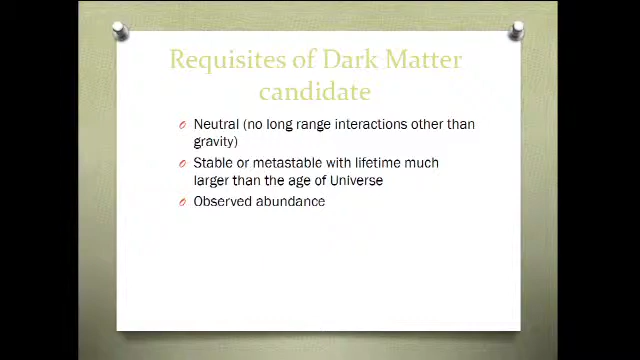 Requisites of Dark Matter
candidate
Neutral (no long range interactions other than
gravity)
Stable or metastable with lifetime much
larger than the age of Universe
Observed abundance